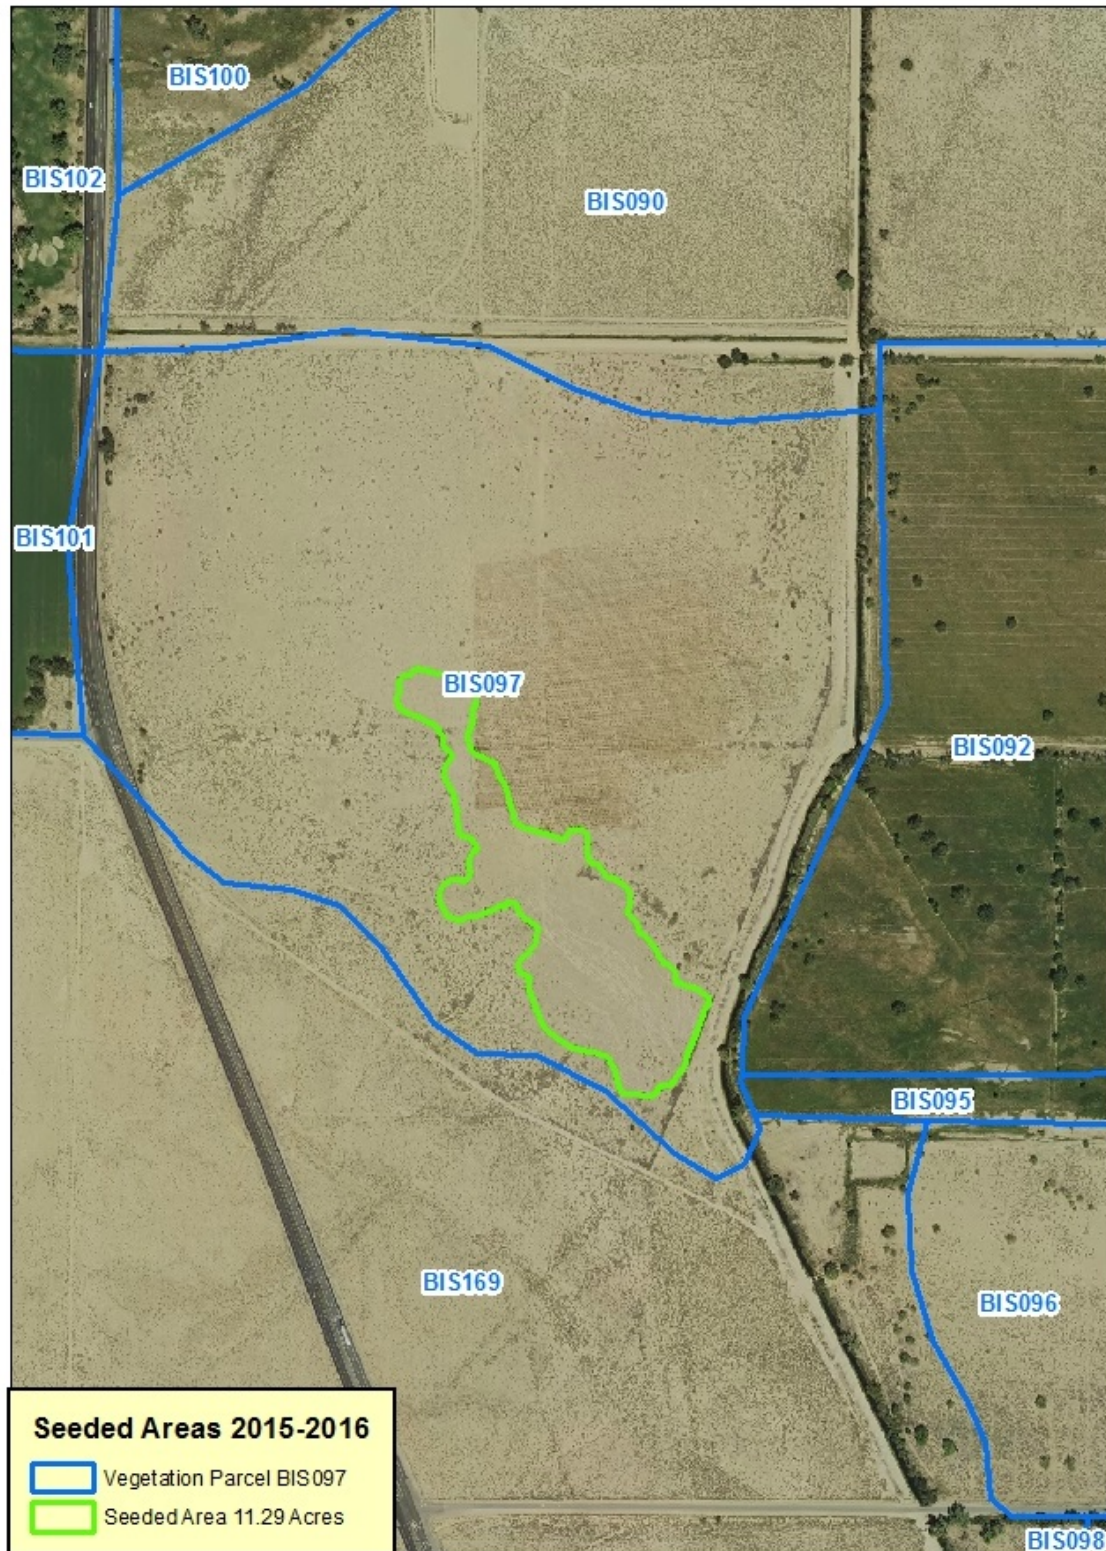 BIS100
BIS102
BIS090
BIS101
BIS097
BIS092
BIS095
BIS169
BIS096
Seeded Areas 2015-2016
Vegetation Parcel BIS097
Seeded Area 11.29 Acres
BIS098